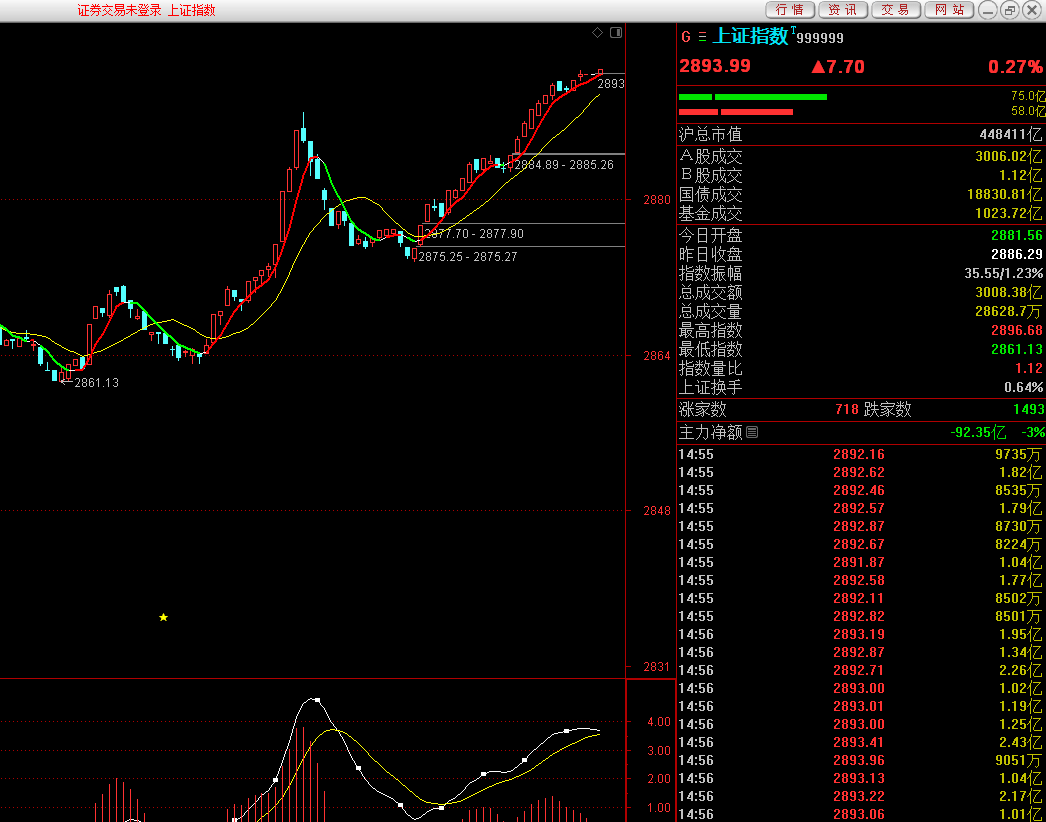 证券交易未登录 上证指数
行情 资讯 交易 网站
2893
2884.89 - 2885.26
2877.70 - 2877.90
2875.25 - 2875.27
←2861.13
2880
2864
2848
2831
4.00
3.00
2.00
1.00
G 上证指数T999999
2893.99 ▲7.70 0.27%
75.0亿
58.0亿
沪总市值 448411亿
A股成交 3006.02亿
B股成交 1.12亿
国债成交 18830.81亿
基金成交 1023.72亿
今日开盘 2881.56
昨日收盘 2886.29
指数振幅 35.55/1.23%
总成交额 3008.38亿
总成交量 28628.7万
最高指数 2896.68
最低指数 2861.13
指数量比 1.12
上证换手 0.64%
涨家数 718 跌家数 1493
主力净额 -92.35亿 -3%
14:55 2892.16 9735万
14:55 2892.62 1.82亿
14:55 2892.46 8535万
14:55 2892.57 1.79亿
14:55 2892.87 8730万
14:55 2892.67 8224万
14:55 2891.87 1.04亿
14:55 2892.58 1.77亿
14:55 2892.11 8502万
14:55 2892.82 8501万
14:56 2893.19 1.95亿
14:56 2892.87 1.34亿
14:56 2892.71 2.26亿
14:56 2893.00 1.02亿
14:56 2893.01 1.19亿
14:56 2893.00 1.25亿
14:56 2893.41 2.43亿
14:56 2893.96 9051万
14:56 2893.13 1.04亿
14:56 2893.22 2.17亿
14:56 2893.06 1.01亿